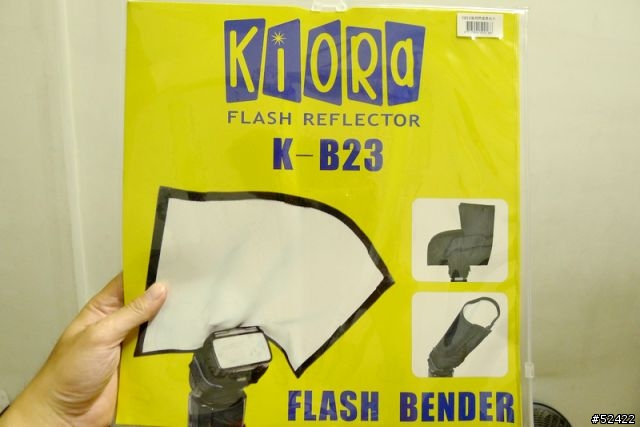 KiORa
FLASH REFLECTOR
K-B23
FLASH BENDER
#52422